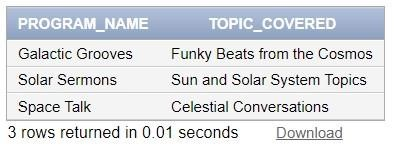 PROGRAM_NAME TOPIC_COVERED
Galactic Grooves Funky Beats from the Cosmos
Solar Sermons Sun and Solar System Topics
Space Talk Celestial Conversations
3 rows returned in 0.01 seconds Download